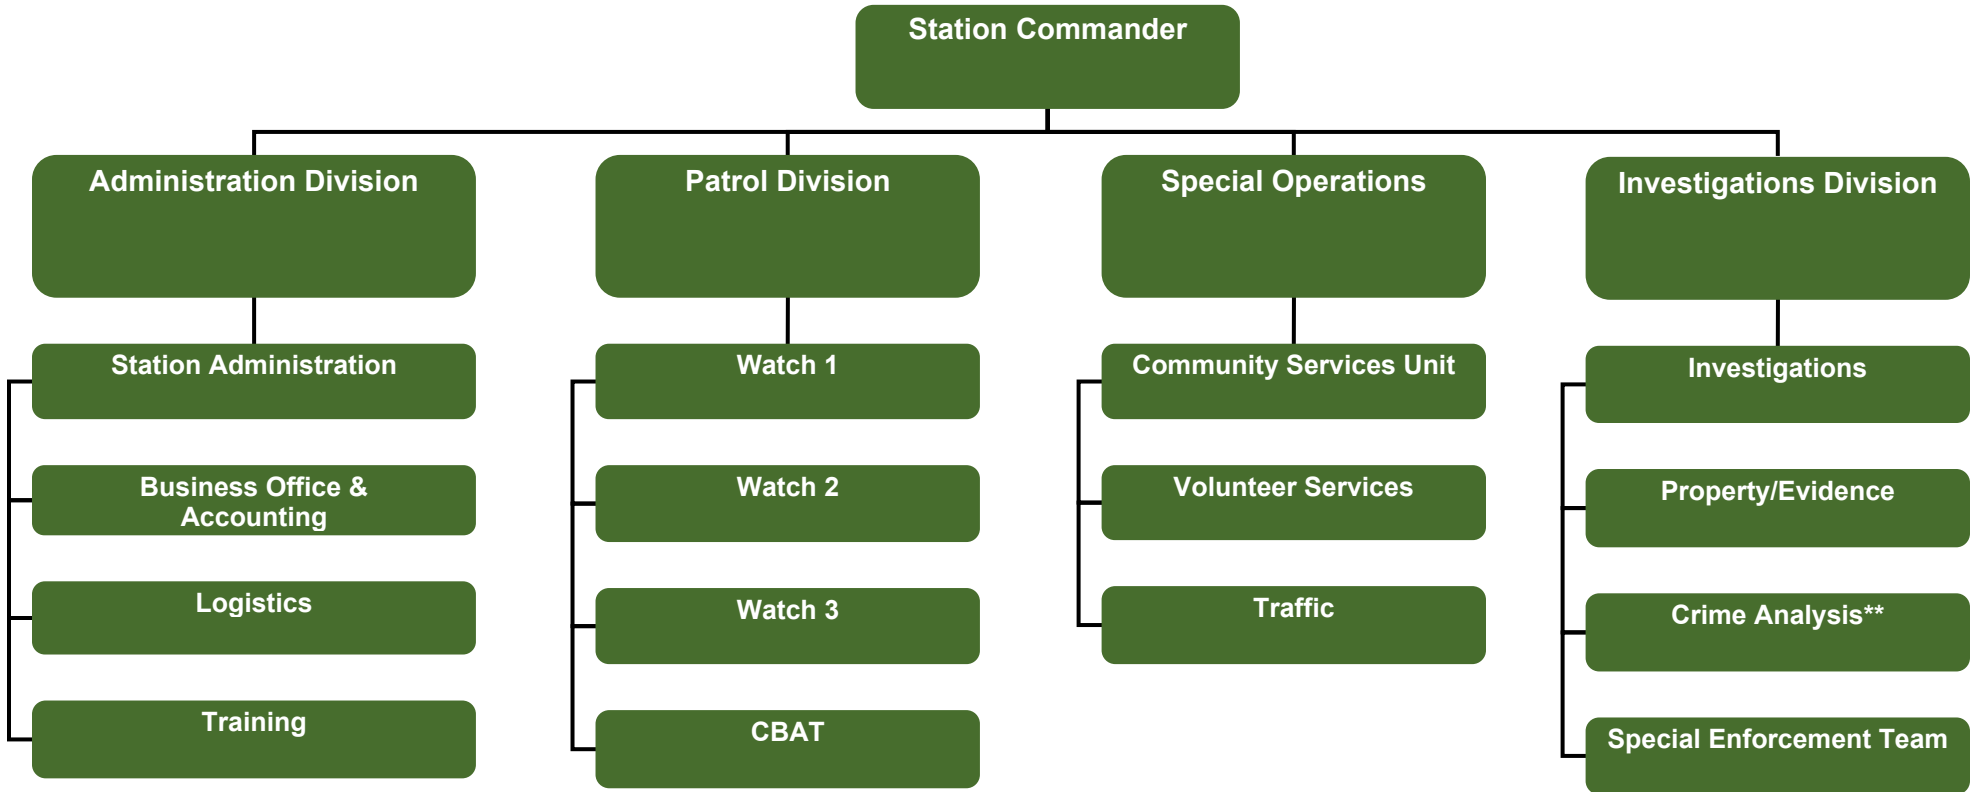 Station Commander
Administration Division
Patrol Division
Special Operations
Investigations Division
Station Administration
Business Office &
Accounting
Logistics
Training
Watch 1
Watch 2
Watch 3
CBAT
Community Services Unit
Volunteer Services
Traffic
Investigations
Property/Evidence
Crime Analysis**
Special Enforcement Team